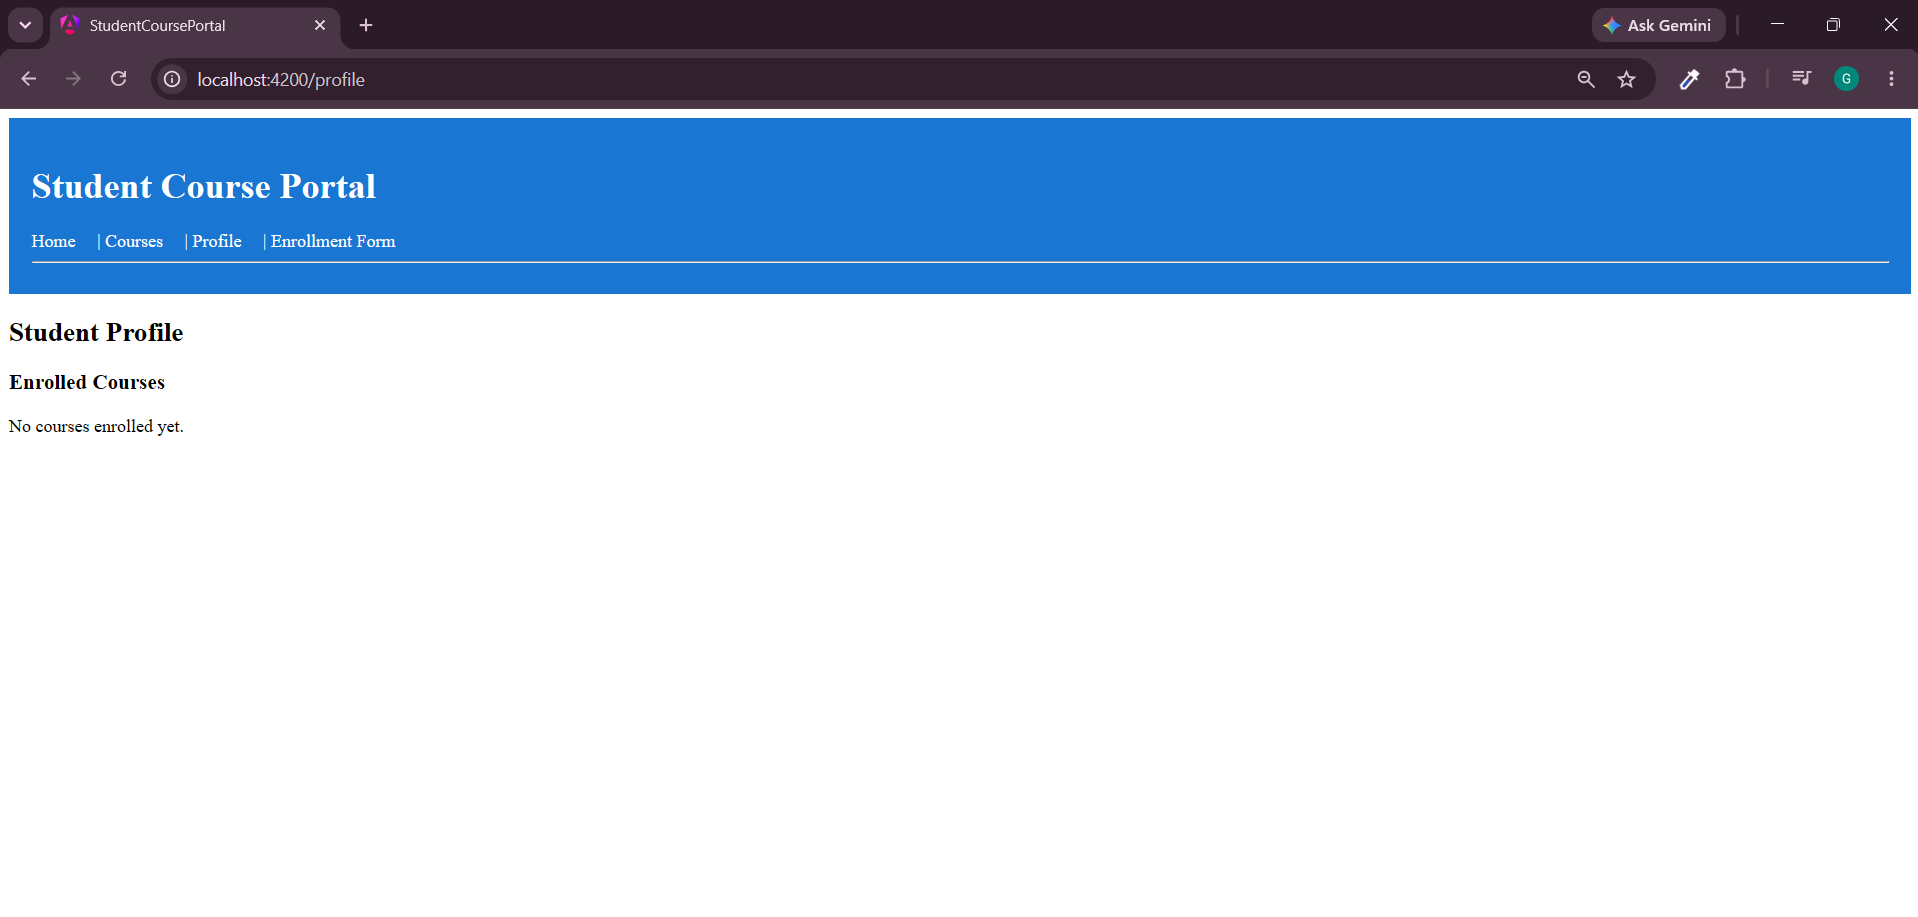 StudentCoursePortal
Ask Gemini
localhost:4200/profile
G
Student Course Portal
Home | Courses | Profile | Enrollment Form
Student Profile
Enrolled Courses
No courses enrolled yet.